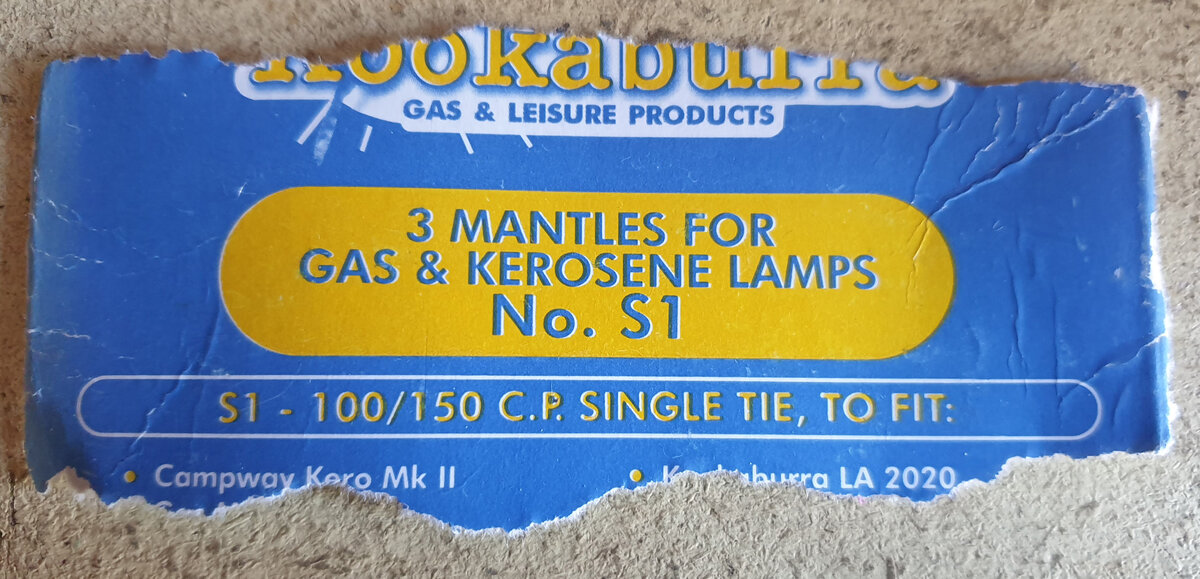 Kookaburra
GAS & LEISURE PRODUCTS
3 MANTLES FOR
GAS & KEROSENE LAMPS
No. S1
S1 - 100/150 C.P. SINGLE TIE, TO FIT:
• Campway Kero Mk II
• Kookaburra LA 2020